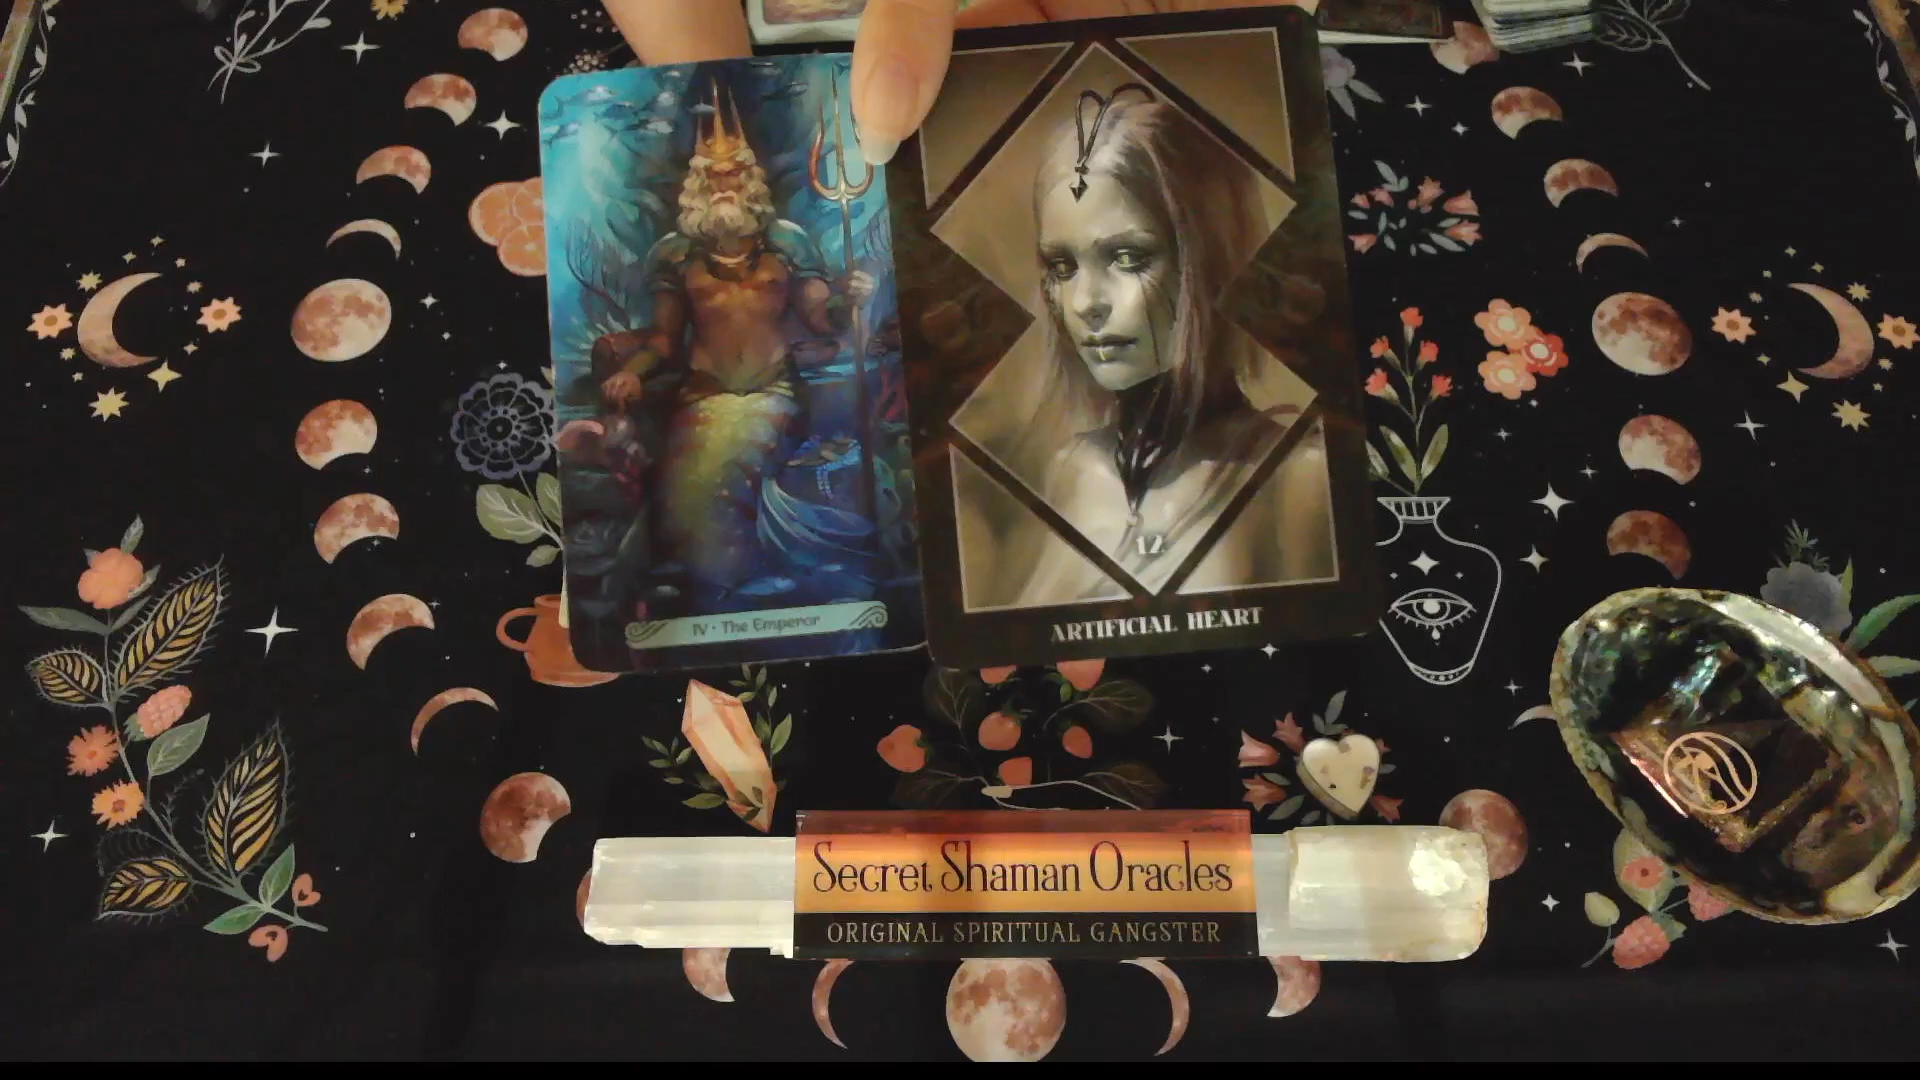 IV • The Emperor
12
ARTIFICIAL HEART
Secret Shaman Oracles
ORIGINAL SPIRITUAL GANGSTER